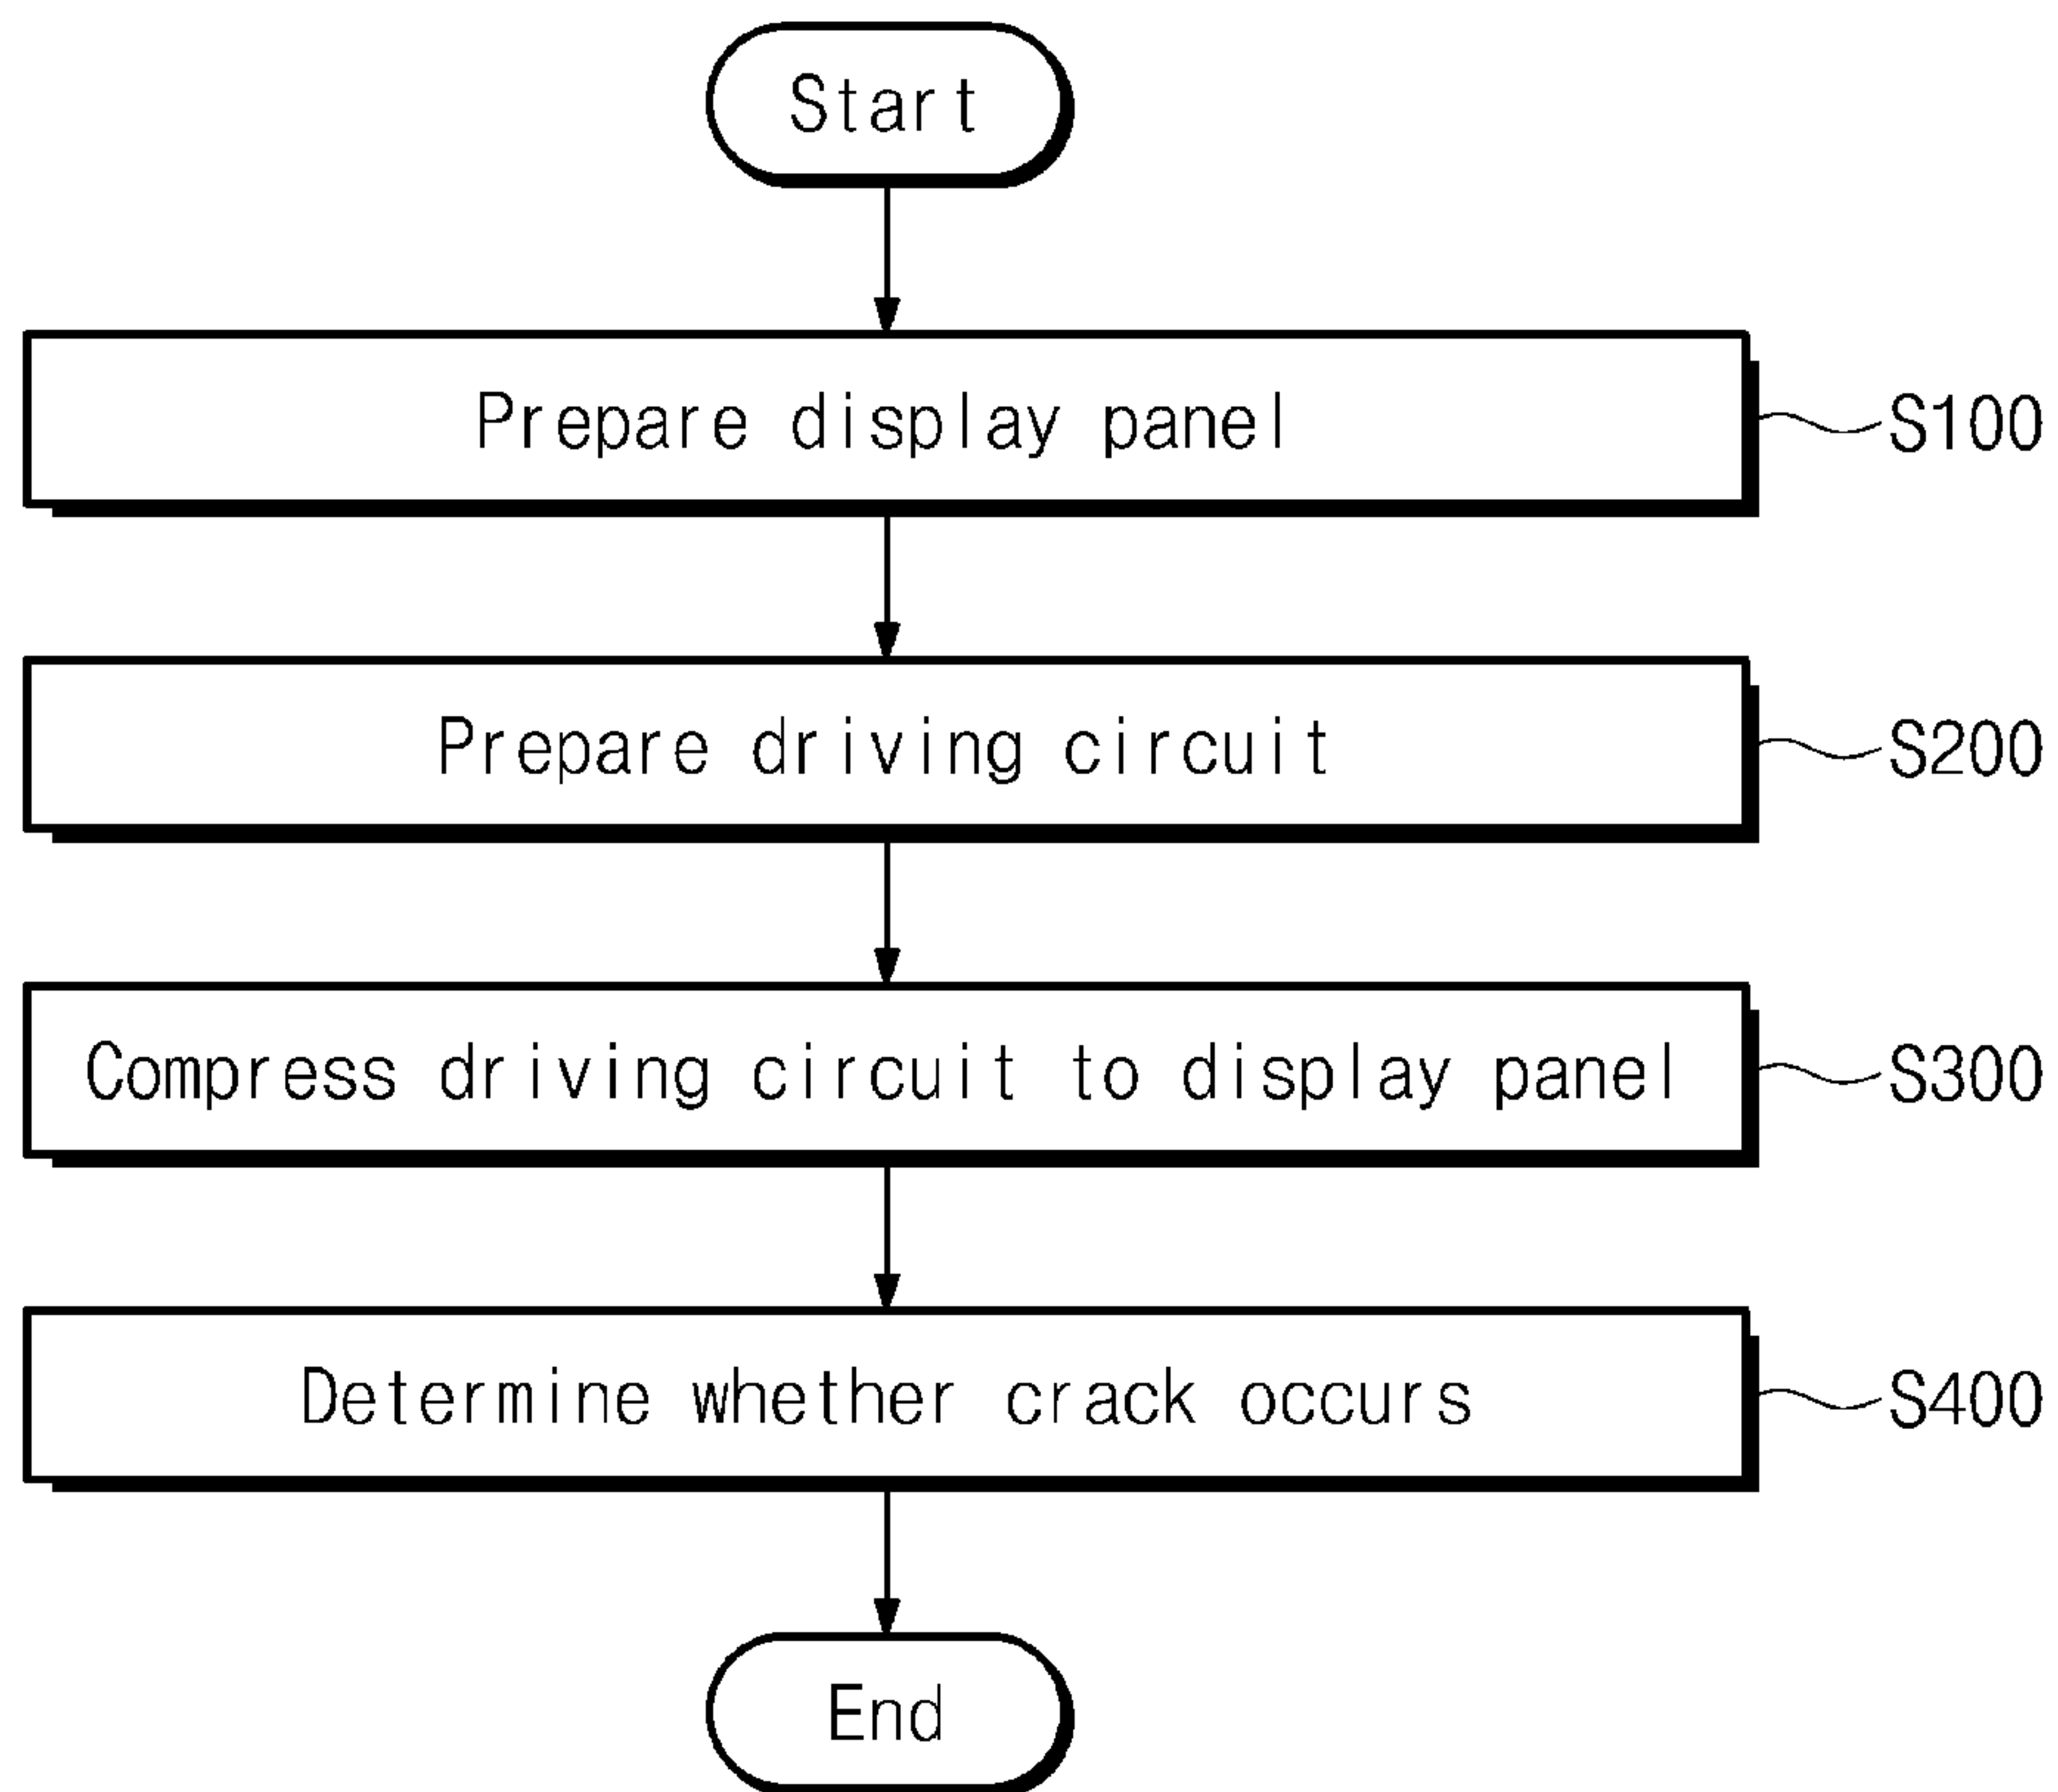 Start
Prepare display panel
S100
Prepare driving circuit
S200
Compress driving circuit to display panel
S300
Determine whether crack occurs
S400
End